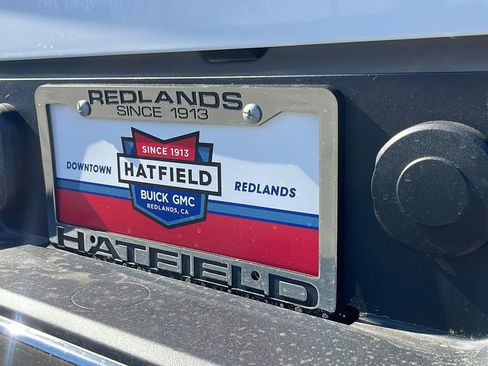 REDLANDS
SINCE 1913
SINCE 1913
DOWNTOWN HATFIELD REDLANDS
BUICK GMC
REDLANDS, CA
HATFIELD